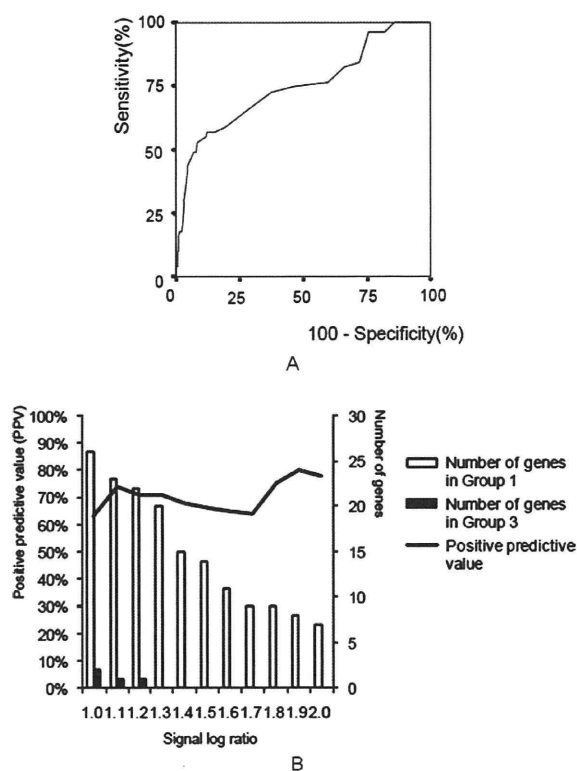 100
75
50
25
0
Sensitivity(%)
0 25 50 75 100
100 - Specificity(%)
A
100%
90%
80%
70%
60%
50%
40%
30%
20%
10%
0%
Positive predictive value (PPV)
30
25
20
15
10
5
0
Number of genes
1.0 1.1 1.2 1.3 1.4 1.5 1.6 1.7 1.8 1.9 2.0
Signal log ratio
Number of genes
in Group 1
Number of genes
in Group 3
Positive predictive
value
B